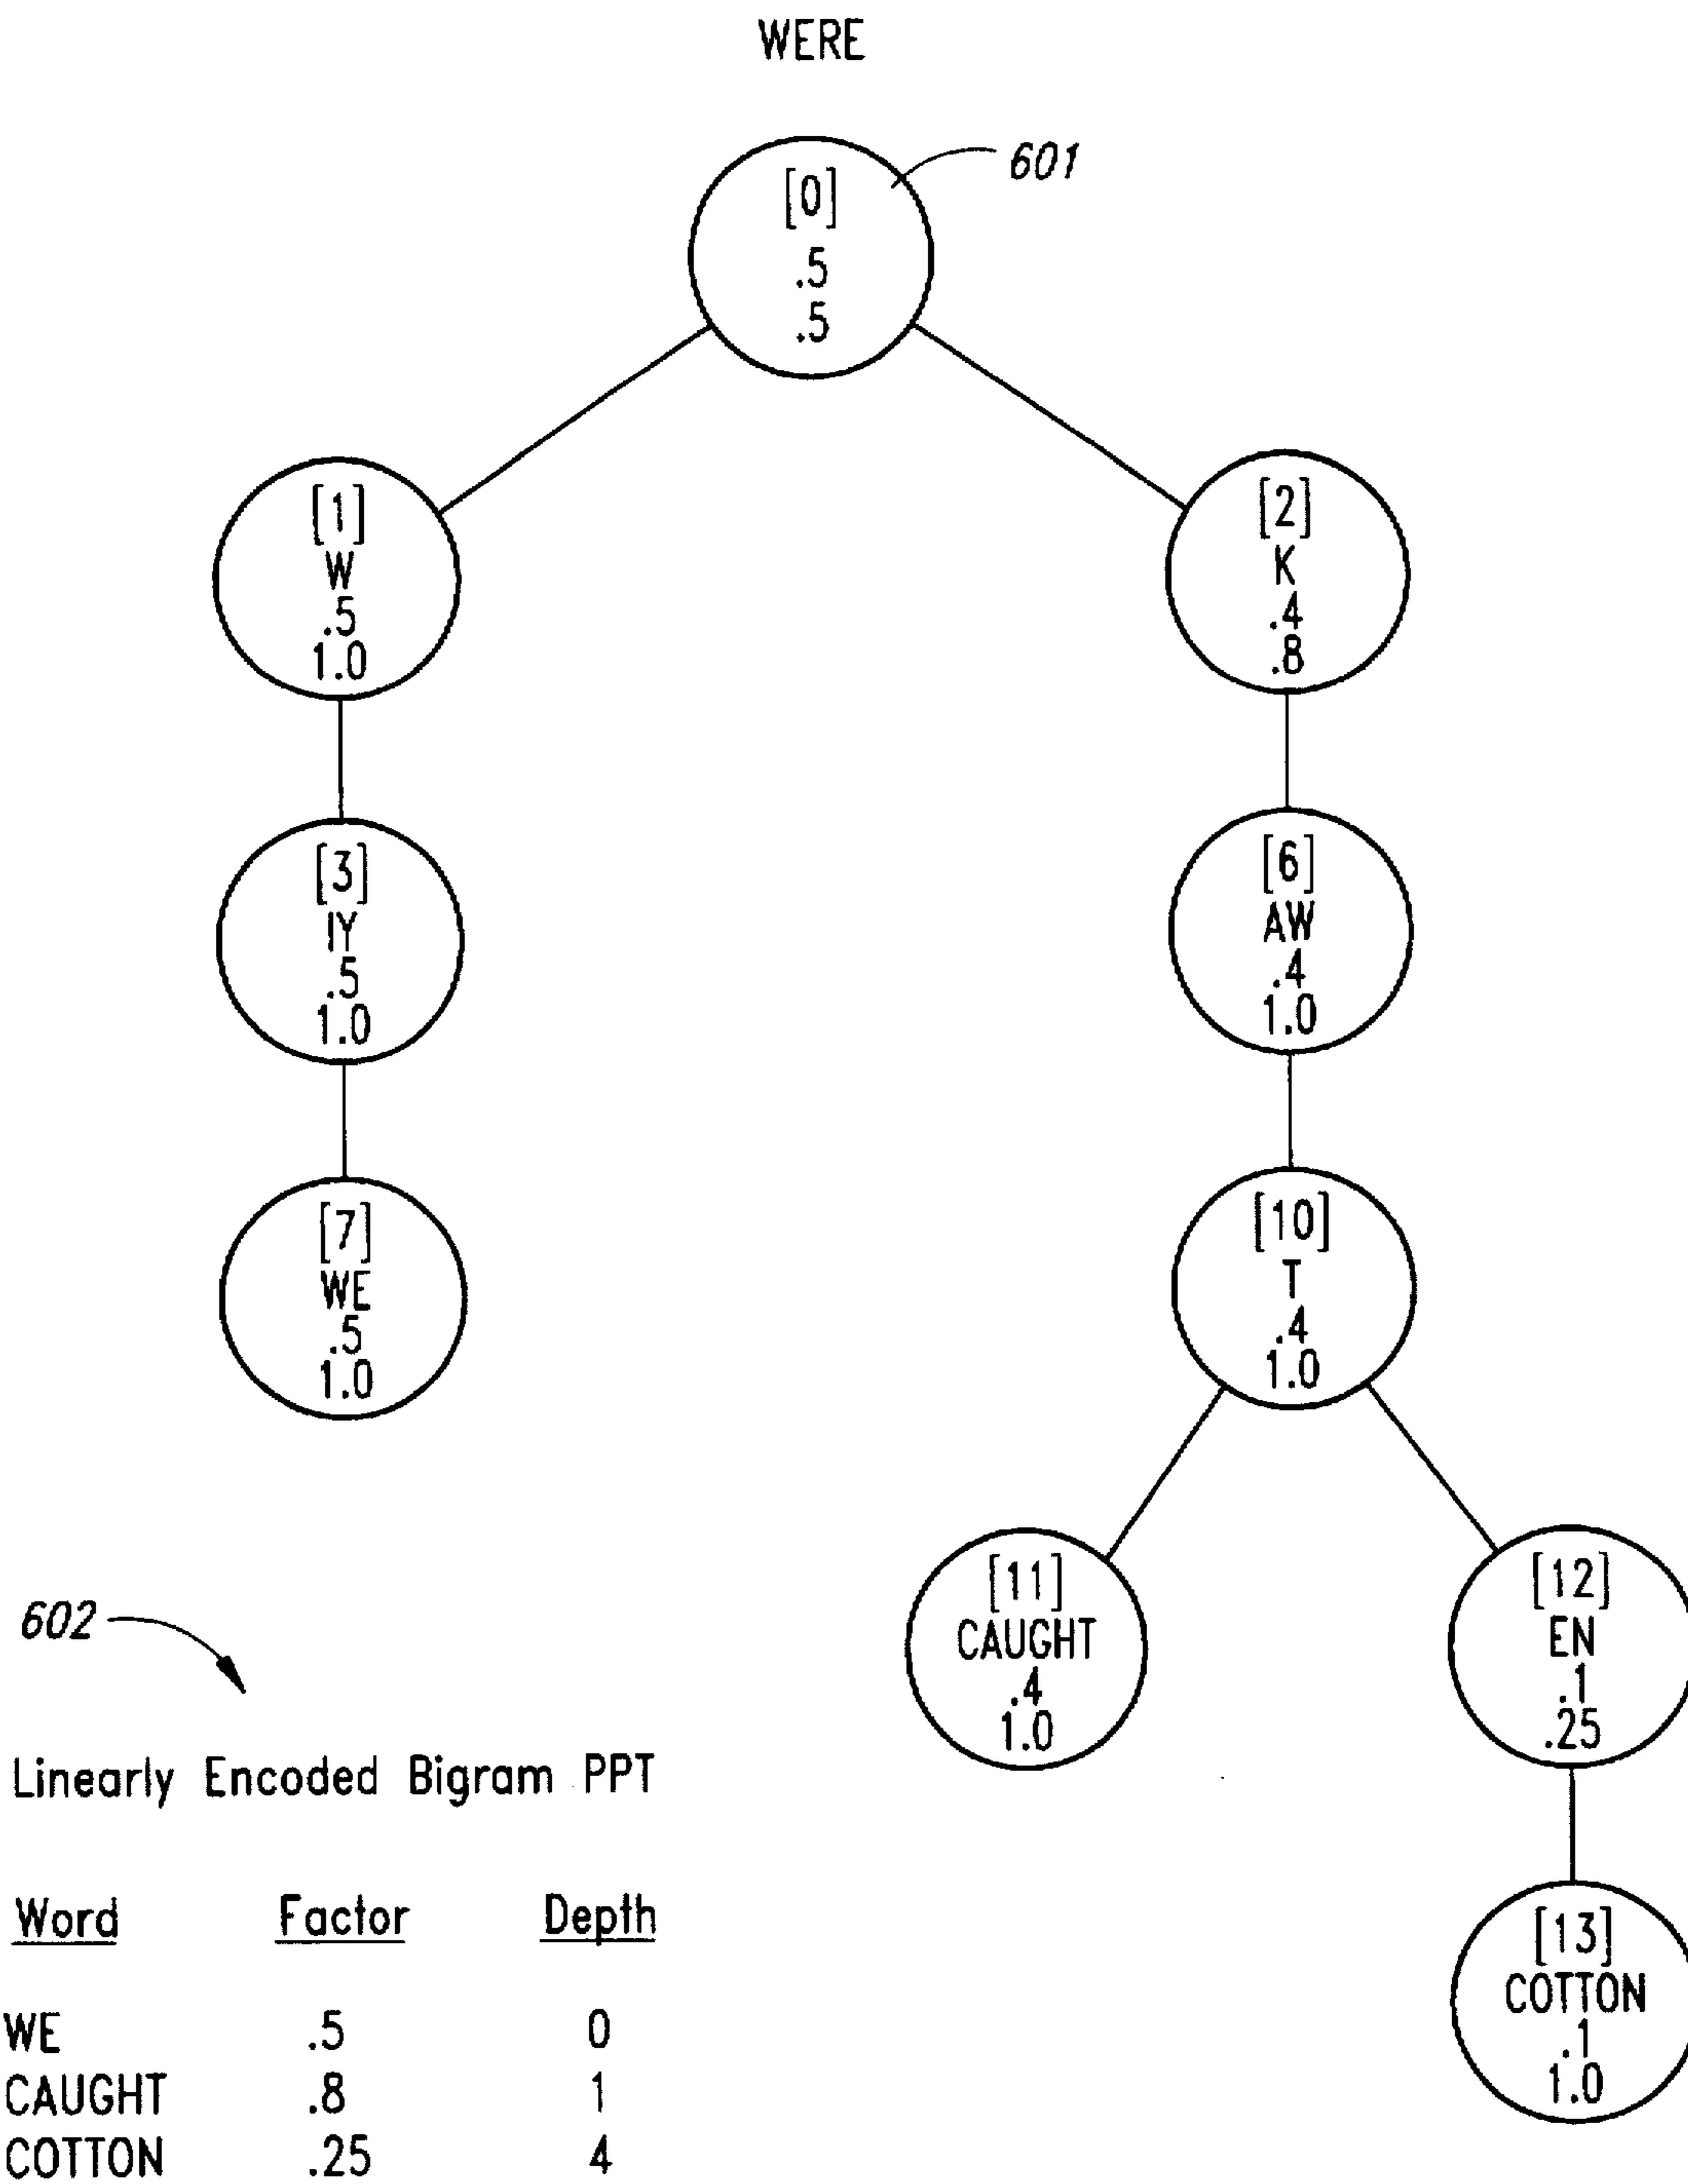 WERE
601
[0]
.5
.5
[1]
W
.5
1.0
[2]
K
.4
.8
[3]
IY
.5
1.0
[6]
AW
.4
1.0
[7]
WE
.5
1.0
[10]
T
.4
1.0
[11]
CAUGHT
.4
1.0
[12]
EN
.1
.25
[13]
COTTON
.1
1.0
602
Linearly Encoded Bigram PPT
Word Factor Depth
WE .5 0
CAUGHT .8 1
COTTON .25 4